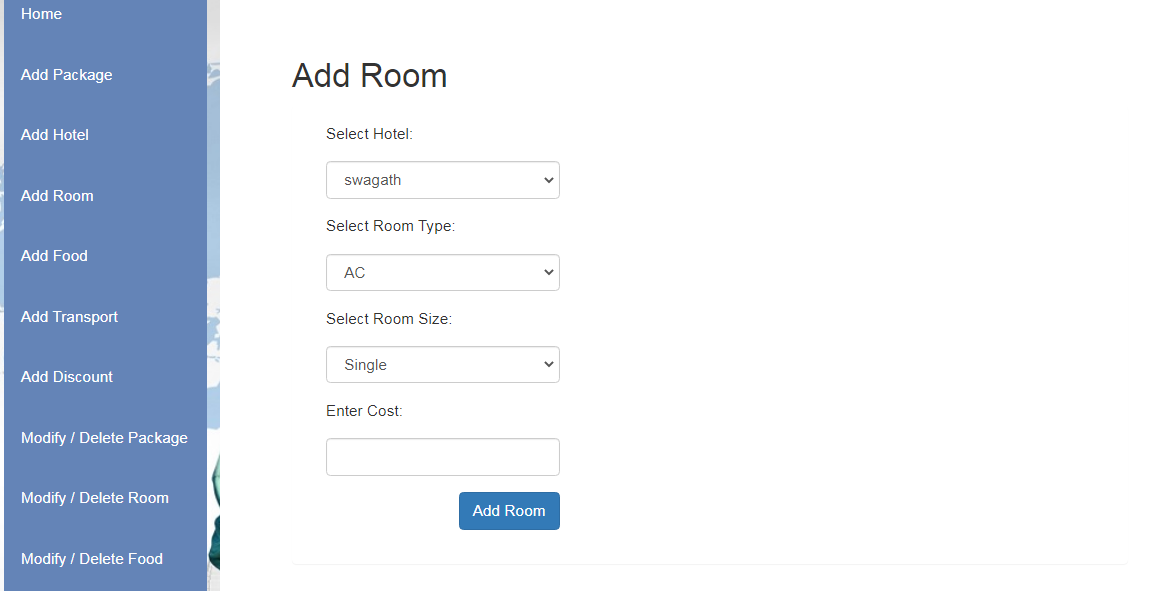 Home
Add Package
Add Hotel
Add Room
Add Food
Add Transport
Add Discount
Modify / Delete Package
Modify / Delete Room
Modify / Delete Food
Add Room
Select Hotel:
swagath
Select Room Type:
AC
Select Room Size:
Single
Enter Cost:
Add Room